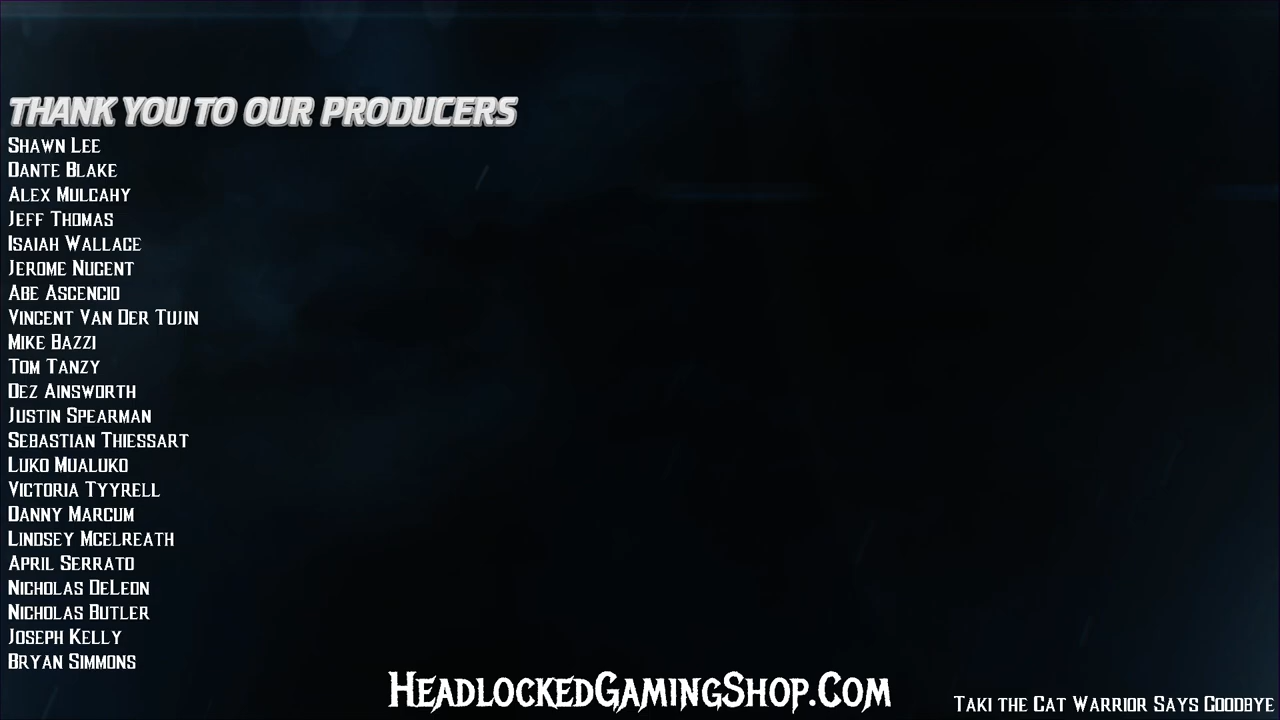 THANK YOU TO OUR PRODUCERS
SHAWN LEE
DANTE BLAKE
ALEX MULCAHY
JEFF THOMAS
ISAIAH WALLACE
JEROME NUGENT
ABE ASCENCIO
VINCENT VAN DER TUIJN
MIKE BAZZI
TOM TANZY
DEZ AINSWORTH
JUSTIN SPEARMAN
SEBASTIAN THIESSART
LUKO MUALUKO
VICTORIA TYYRELL
DANNY MARCUM
LINDSEY MCELREATH
APRIL SERRATO
NICHOLAS DELEON
NICHOLAS BUTLER
JOSEPH KELLY
BRYAN SIMMONS
HEADLOCKEDGAMINGSHOP.COM
TAKI THE CAT WARRIOR SAYS GOODBYE